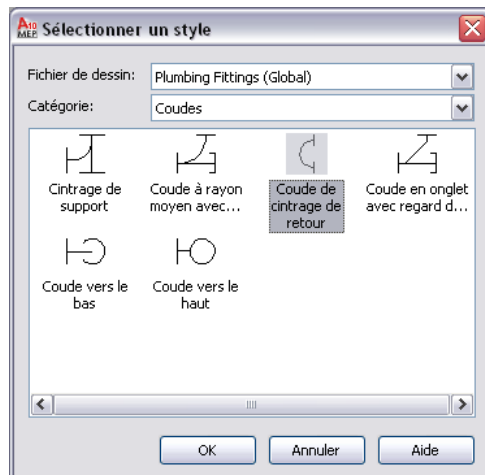 A10 MEP Sélectionner un style
Fichier de dessin: Plumbing Fittings (Global)
Catégorie: Coudes
Cintrage de support
Coude à rayon moyen avec...
Coude de cintrage de retour
Coude en onglet avec regard d...
Coude vers le bas
Coude vers le haut
OK Annuler Aide